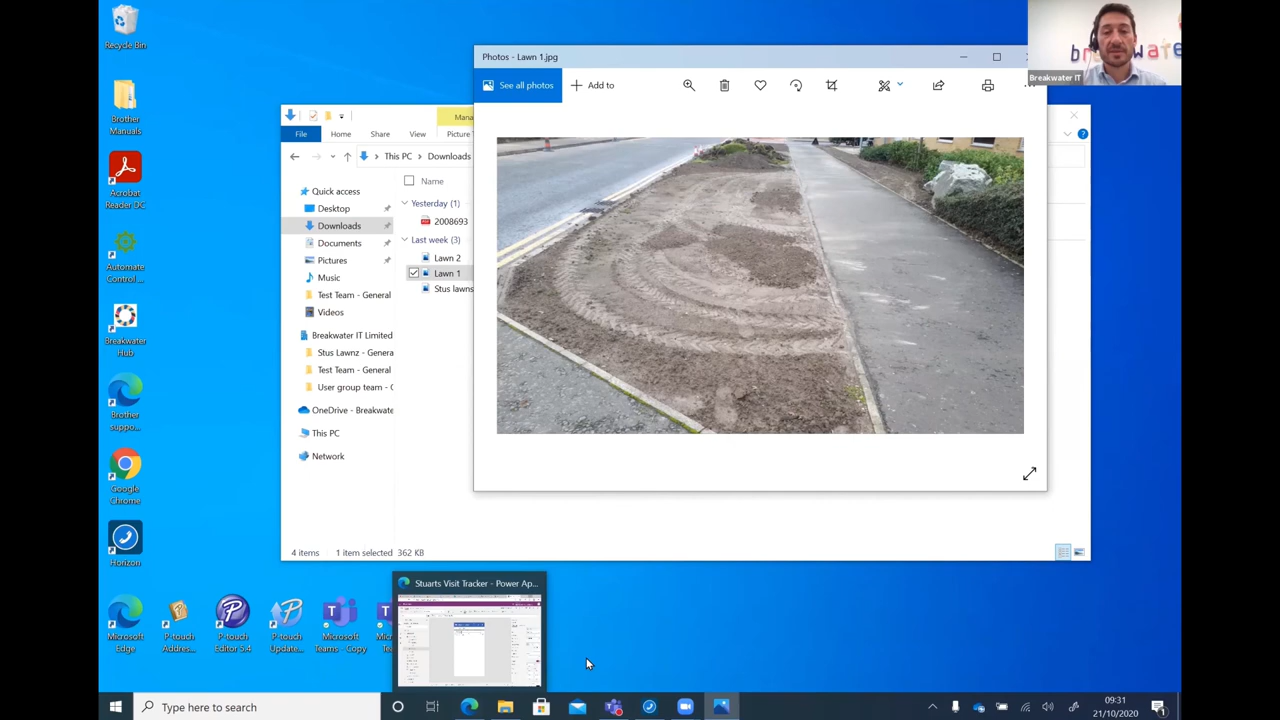 Recycle Bin
Brother Manuals
Acrobat Reader DC
Automate Control...
Breakwater Hub
Brother suppo...
Google Chrome
Horizon
Microsoft Edge
P-touch Addres...
P-touch Editor 5.4
P-touch Update...
Microsoft Teams - Copy
Photos - Lawn 1.jpg
See all photos
Add to
Breakwater IT
Mana
File
Home
Share
View
Picture
This PC
Downloads
Name
Quick access
Desktop
Downloads
Documents
Pictures
Music
Test Team - General
Videos
Breakwater IT Limited
Stus Lawnz - Genera
Test Team - General
User group team - G
OneDrive - Breakwate
This PC
Network
Yesterday (1)
2008693
Last week (3)
Lawn 2
Lawn 1
Stus lawns
4 items
1 item selected
362 KB
Stuarts Visit Tracker - Power Ap...
Type here to search
09:31
21/10/2020